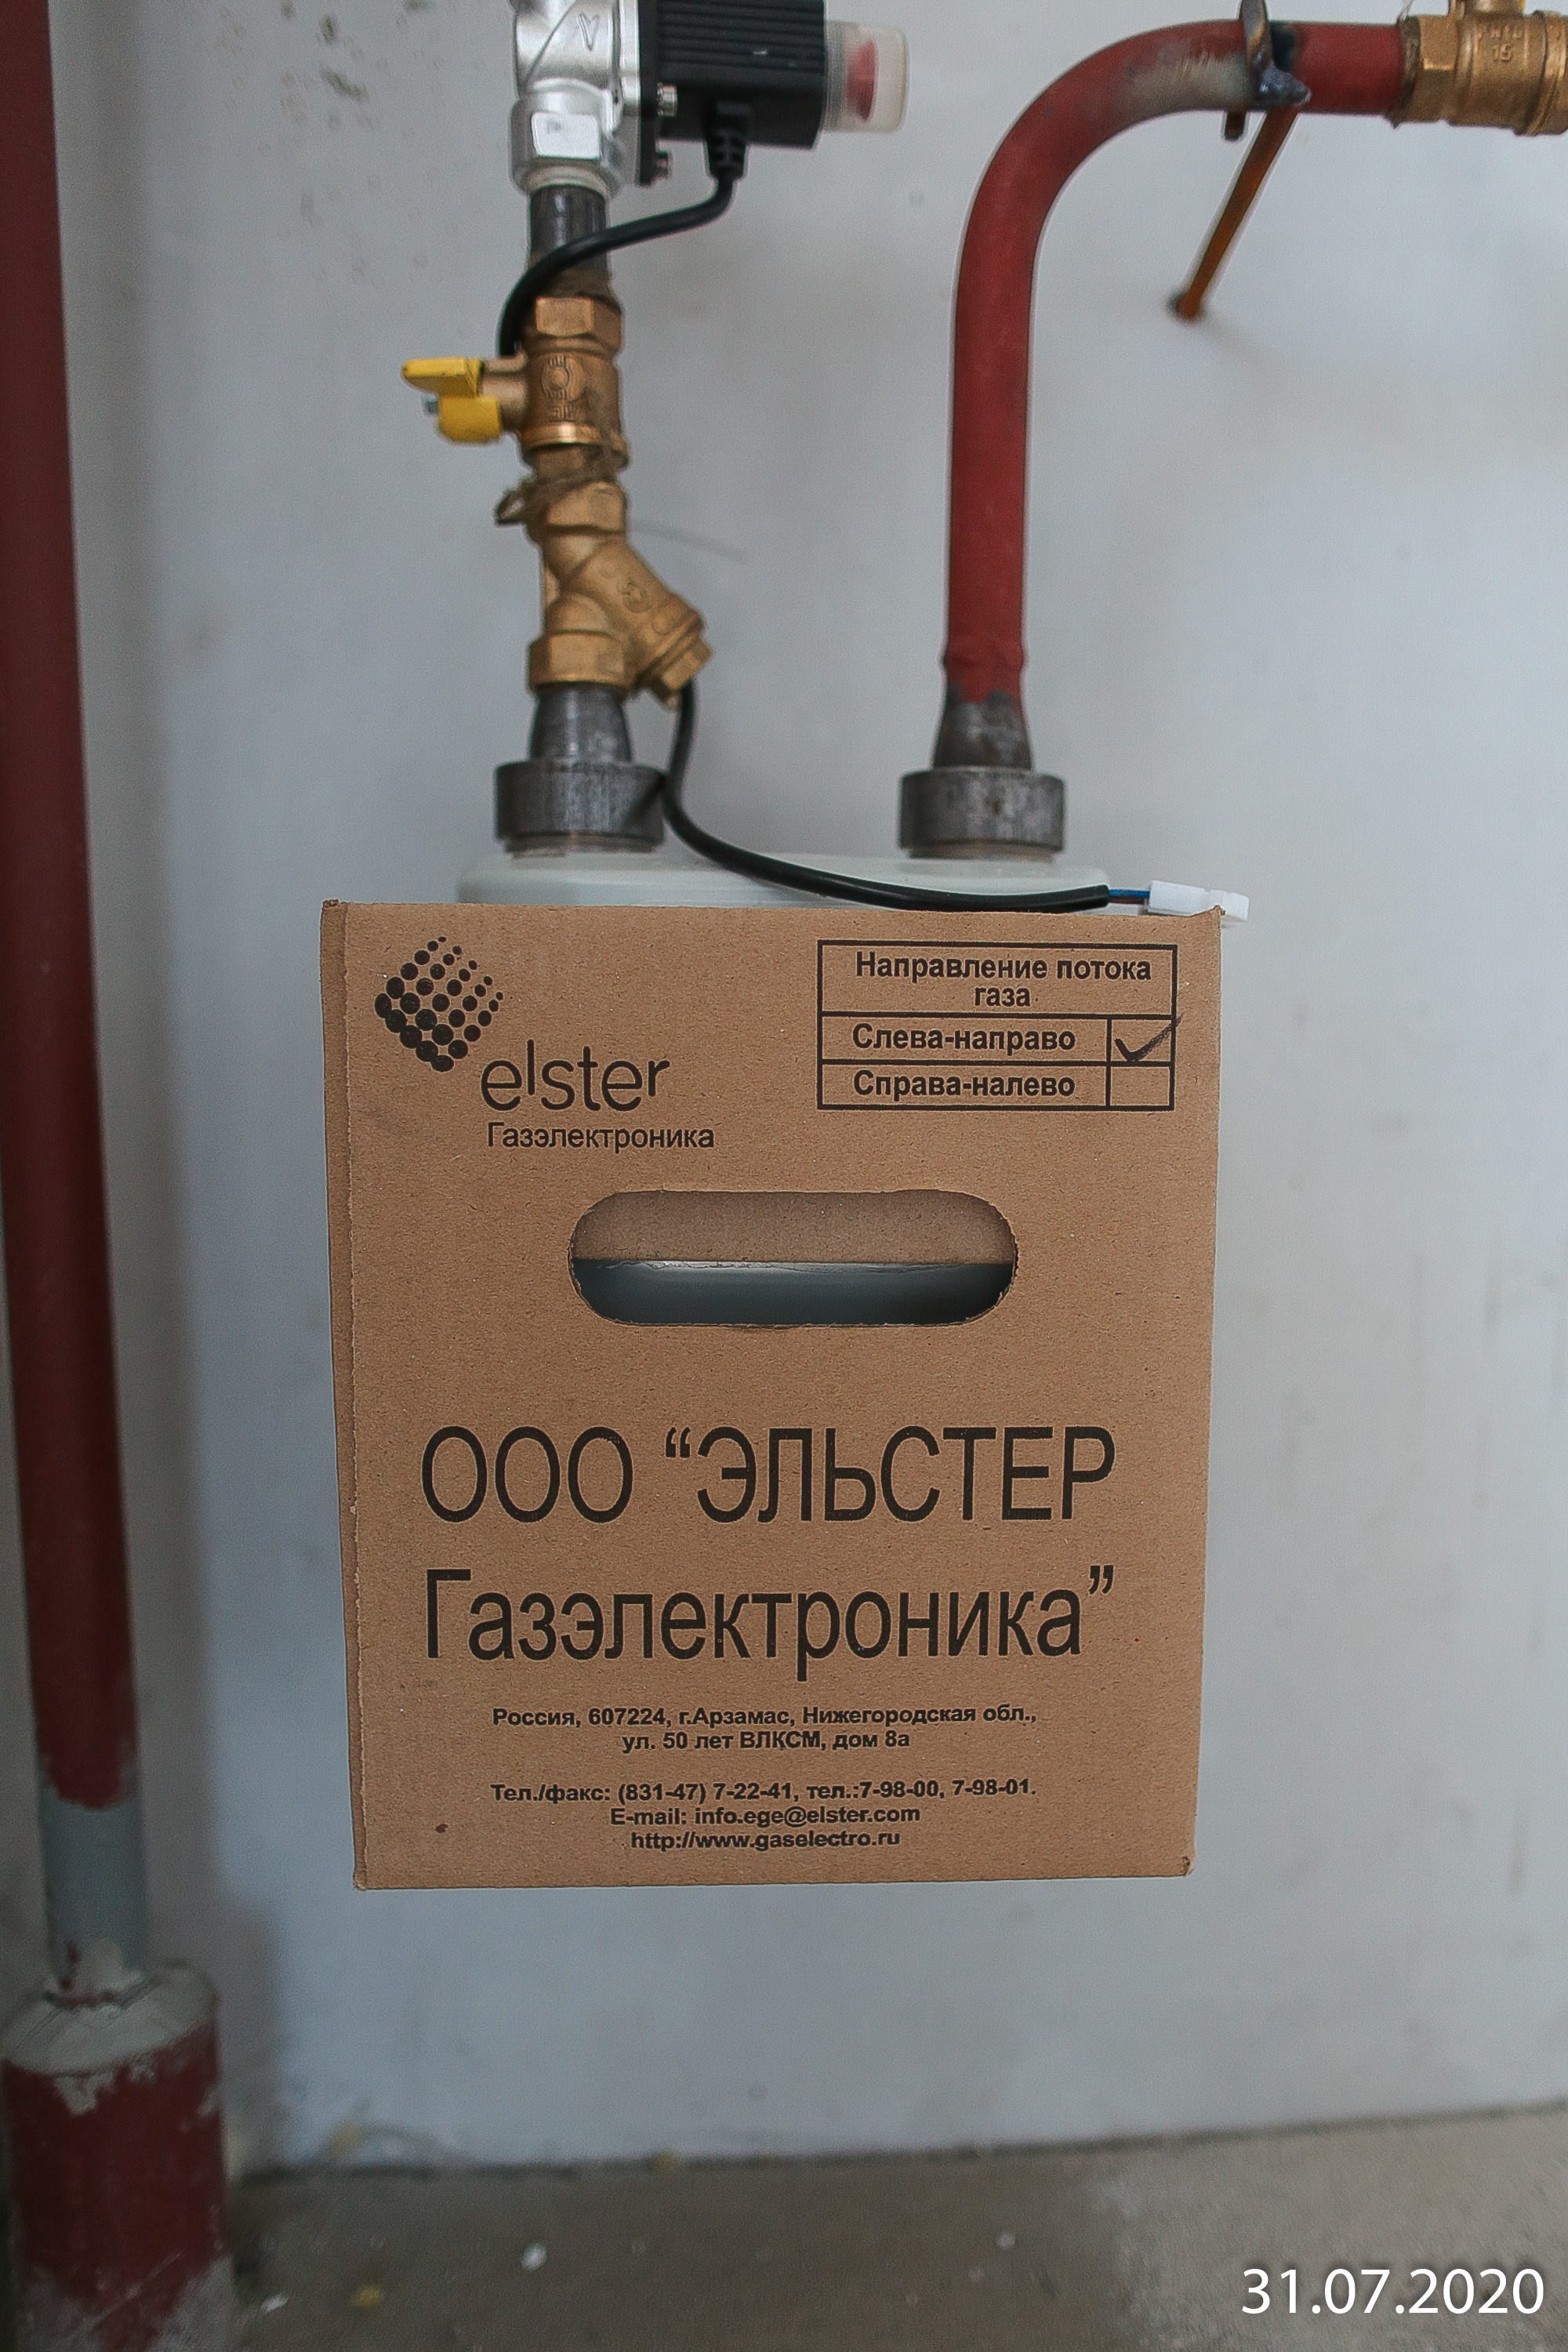 15
elster
Газэлектроника
Направление потока
газа
Слева-направо
Справа-налево
ООО “ЭЛЬСТЕР
Газэлектроника”
Россия, 607224, г.Арзамас, Нижегородская обл.,
ул. 50 лет ВЛКСМ, дом 8а
Тел./факс: (831-47) 7-22-41, тел.:7-98-00, 7-98-01.
E-mail: info.ege@elster.com
http://www.gaselectro.ru
31.07.2020